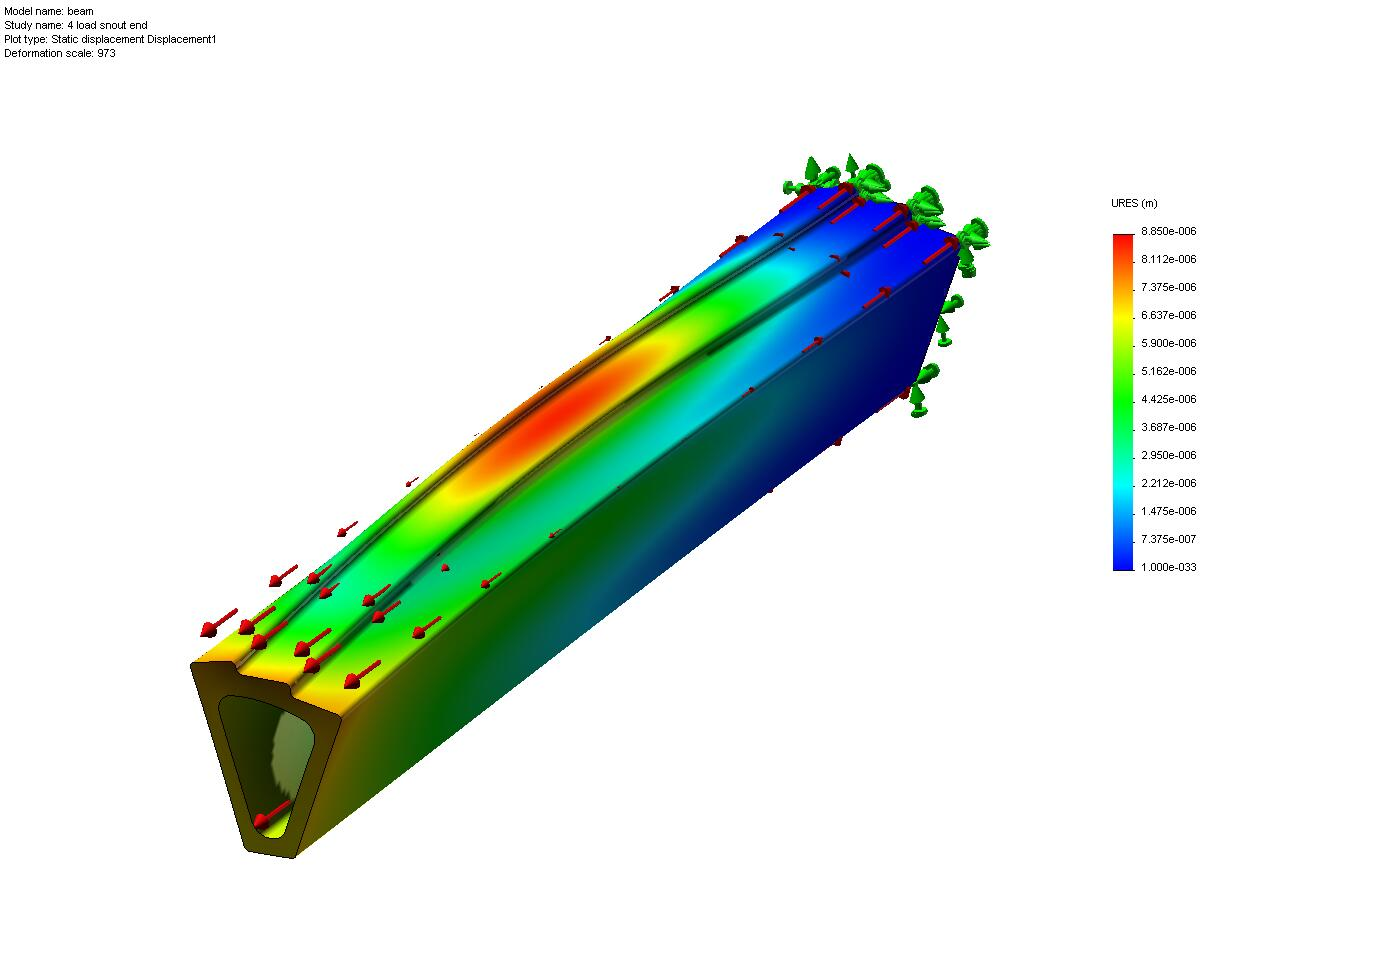 Model name: beam
Study name: 4 load snout end
Plot type: Static displacement Displacement1
Deformation scale: 973
URES (m)
8.850e-006
8.112e-006
7.375e-006
6.637e-006
5.900e-006
5.162e-006
4.425e-006
3.687e-006
2.950e-006
2.212e-006
1.475e-006
7.375e-007
1.000e-033